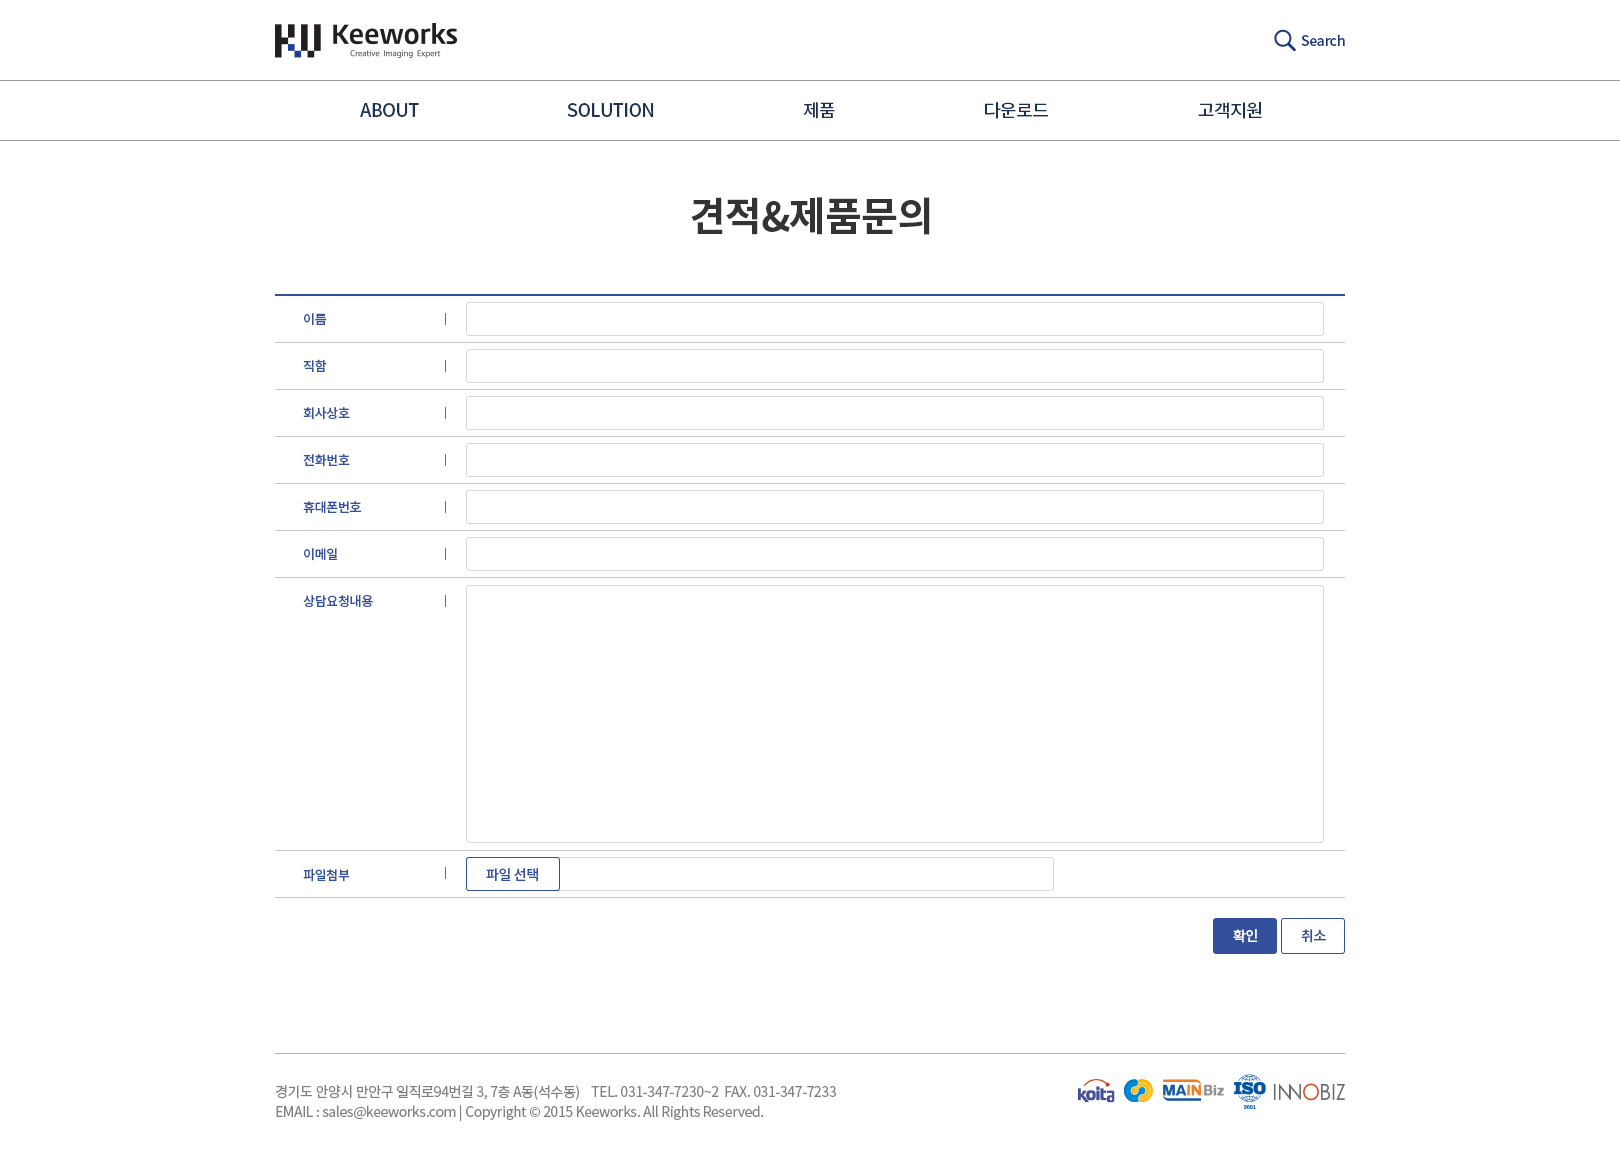 Keeworks
Creative Imaging Expert
Search
ABOUT SOLUTION 제품 다운로드 고객지원
견적&제품문의
이름
직함
회사상호
전화번호
휴대폰번호
이메일
상담요청내용
파일첨부 파일 선택
확인 취소
경기도 안양시 만안구 일직로94번길 3, 7층 A동(석수동) TEL. 031-347-7230~2 FAX. 031-347-7233
EMAIL : sales@keeworks.com | Copyright © 2015 Keeworks. All Rights Reserved.
koita MAINBiz ISO 9001 INNOBIZ